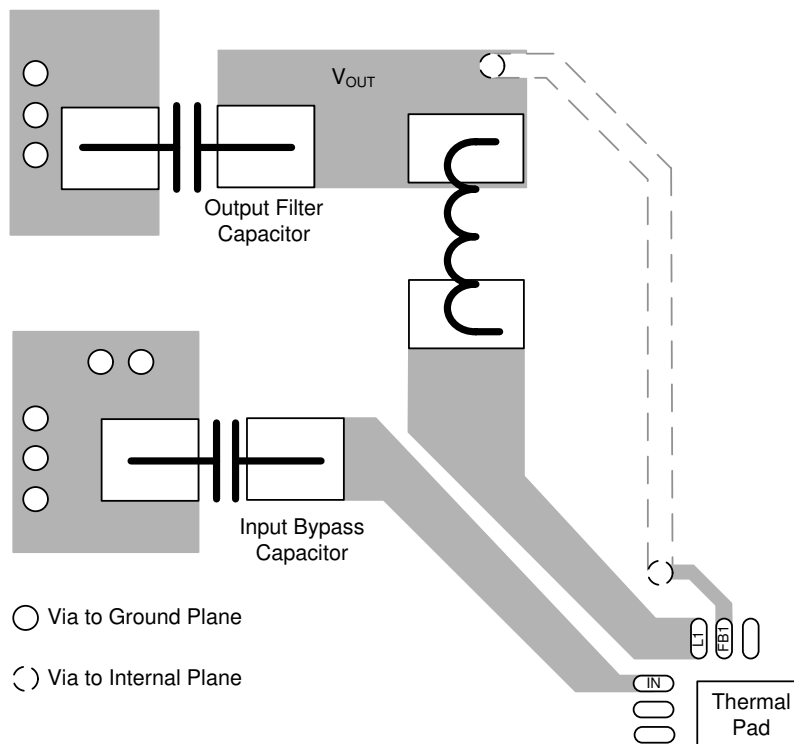 VOUT
Output Filter
Capacitor
Input Bypass
Capacitor
Via to Ground Plane
Via to Internal Plane
L1
FB1
IN
Thermal
Pad